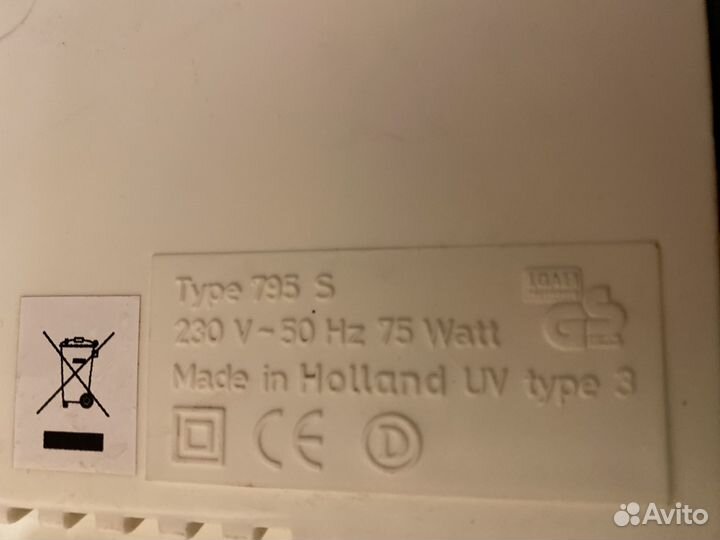 Type 795 S
230 V~50 Hz 75 Watt
Made in Holland UV type 3
CE D
Avito